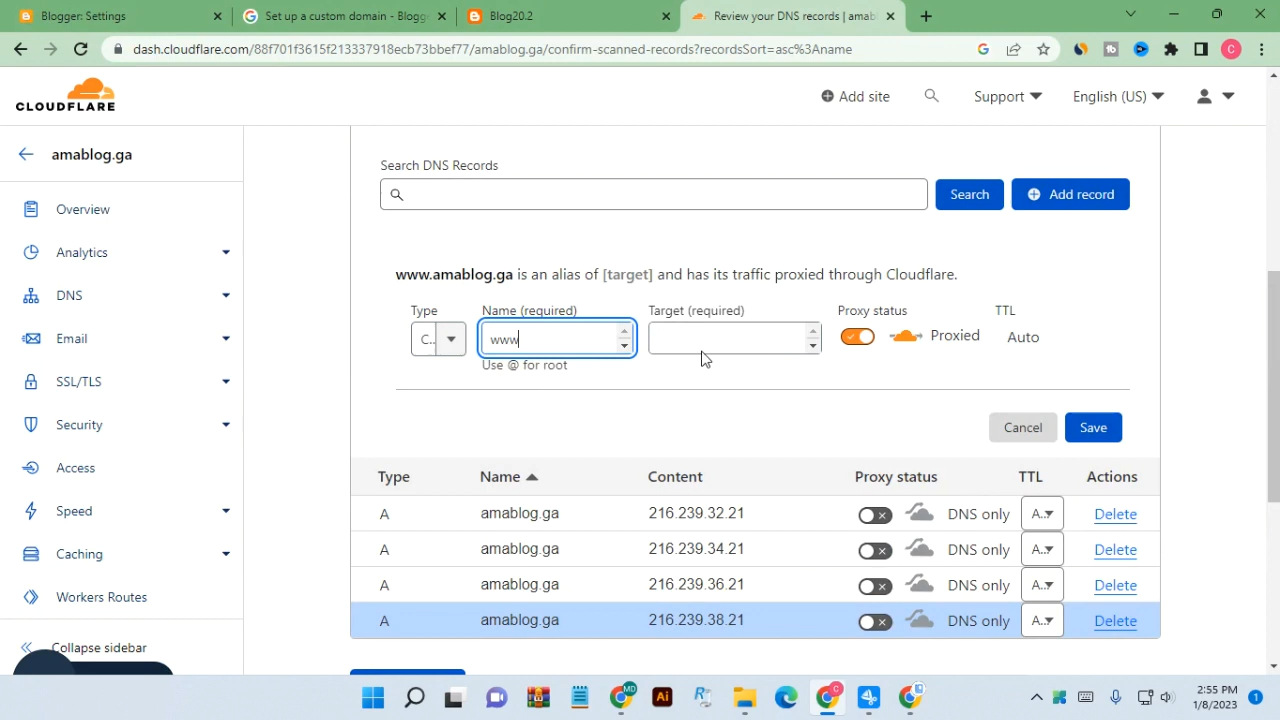 Blogger: Settings
Set up a custom domain - Blogge
Blog20.2
Review your DNS records | amab
dash.cloudflare.com/88f701f3615f213337918ecb73bbef77/amablog.ga/confirm-scanned-records?recordsSort=asc%3Aname
C
CLOUDFLARE
Add site
Support
English (US)
amablog.ga
Overview
Analytics
DNS
Email
SSL/TLS
Security
Access
Speed
Caching
Workers Routes
Collapse sidebar
Search DNS Records
Search
Add record
www.amablog.ga is an alias of [target] and has its traffic proxied through Cloudflare.
Type
Name (required)
Target (required)
Proxy status
TTL
C..
www
Proxied
Auto
Use @ for root
Cancel
Save
Type Name Content Proxy status TTL Actions
A amablog.ga 216.239.32.21 DNS only A.. Delete
A amablog.ga 216.239.34.21 DNS only A.. Delete
A amablog.ga 216.239.36.21 DNS only A.. Delete
A amablog.ga 216.239.38.21 DNS only A.. Delete
MD
Ai
C
2:55 PM
1/8/2023
1